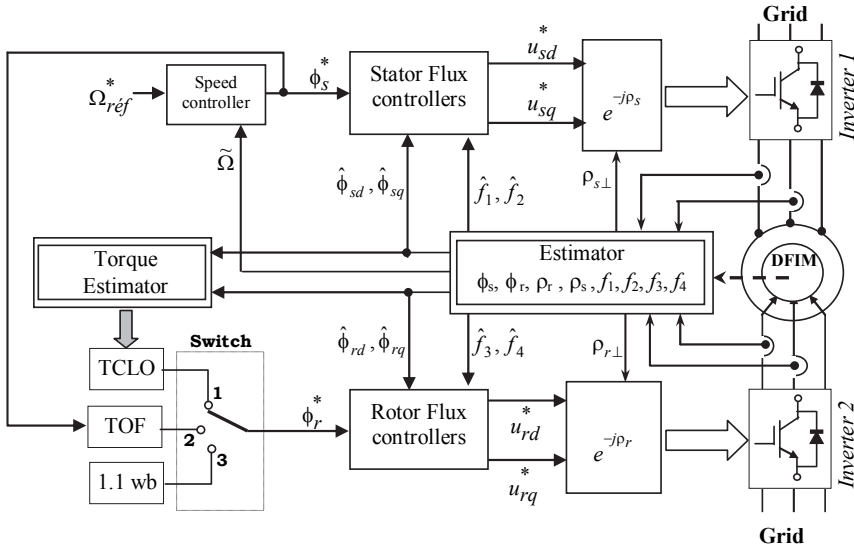 Grid
Inverter 1
Ω*réf
Speed
controller
ϕ*s
Stator Flux
controllers
u*sd
u*sq
e^−jρs
Ω̃
ϕ̂sd , ϕ̂sq
f̂1 , f̂2
ρs⊥
Torque
Estimator
Estimator
ϕs, ϕr, ρr , ρs , f1, f2, f3, f4
DFIM
TCLO
TOF
1.1 wb
Switch
1
2
3
ϕ̂rd , ϕ̂rq
f̂3 , f̂4
ρr⊥
ϕ*r
Rotor Flux
controllers
u*rd
u*rq
e^−jρr
Inverter 2
Grid